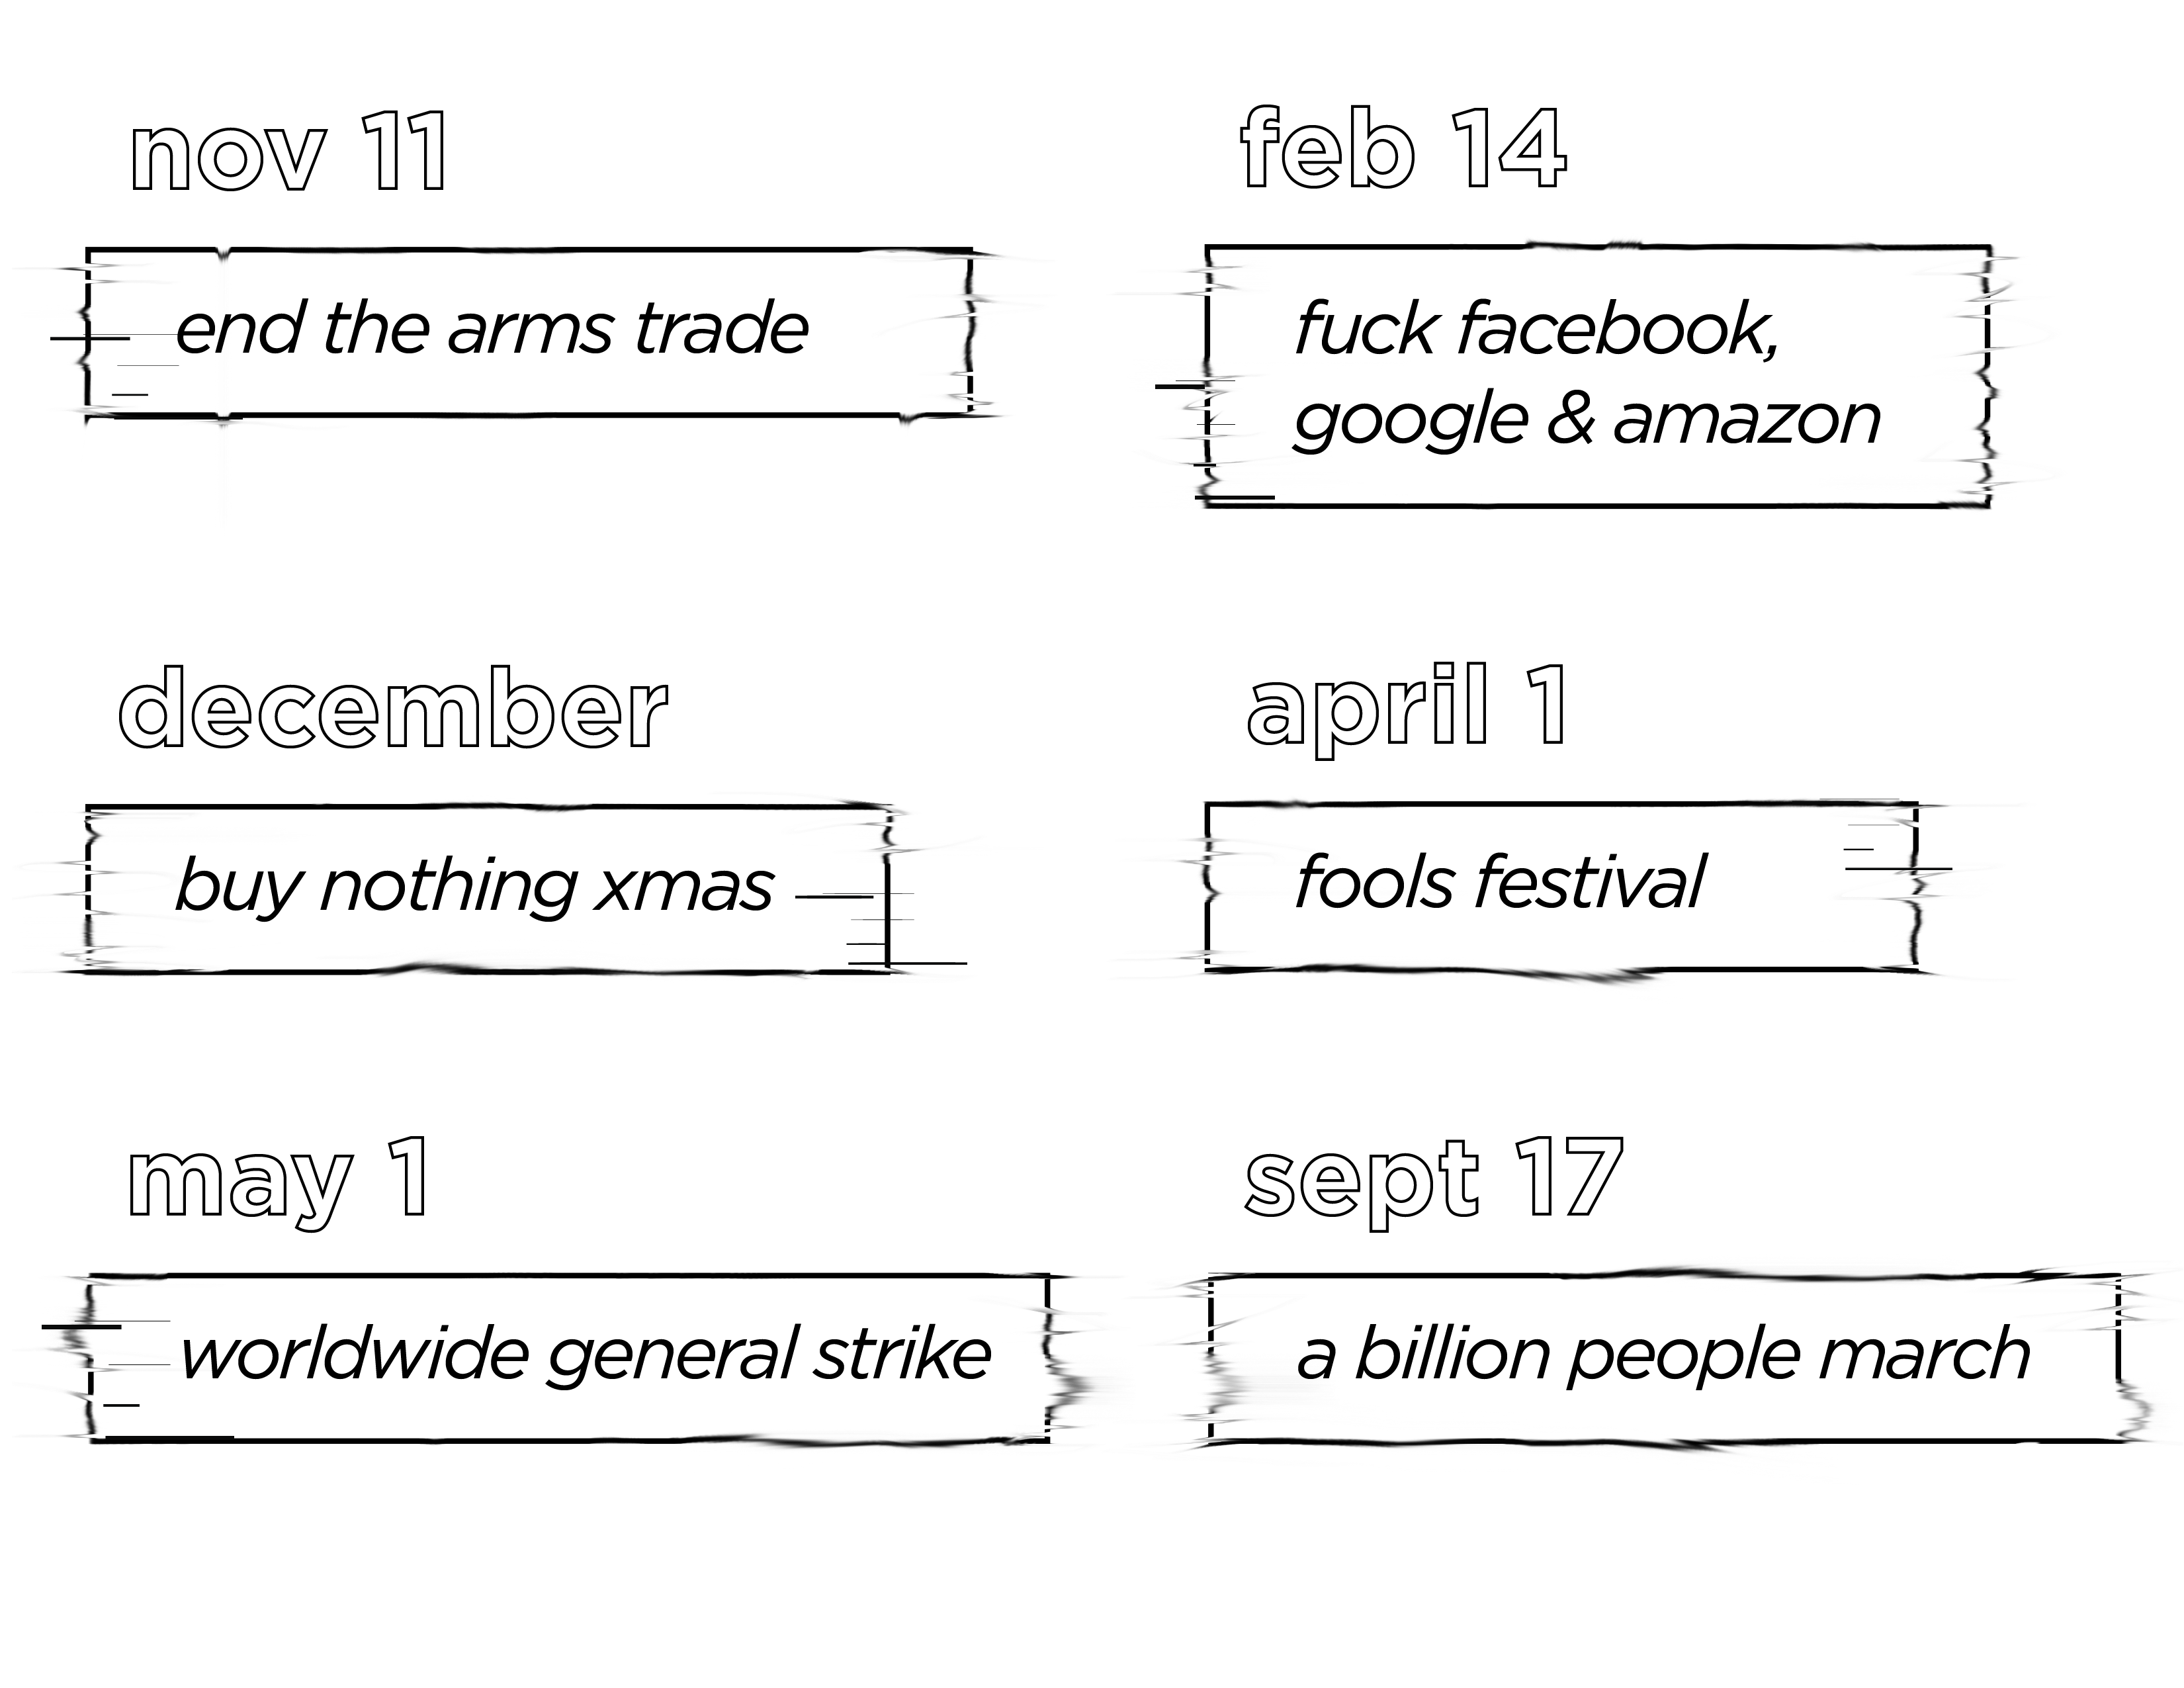 nov 11
end the arms trade
feb 14
fuck facebook,
google & amazon
december
buy nothing xmas
april 1
fools festival
may 1
worldwide general strike
sept 17
a billion people march